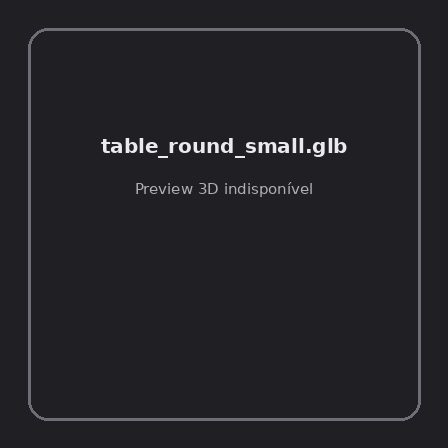 table_round_small.glb
Preview 3D indisponível